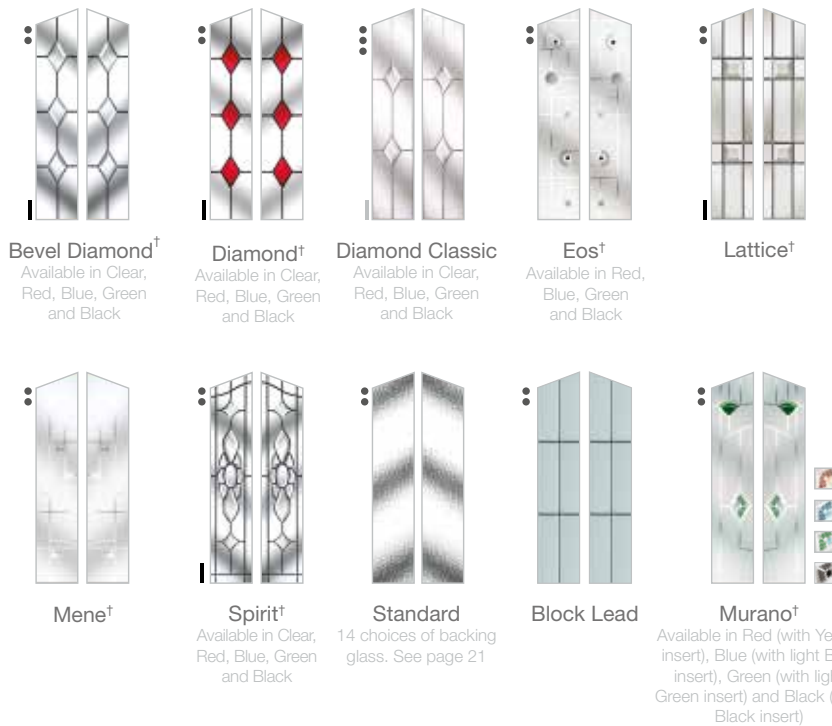 Bevel Diamond†
Available in Clear,
Red, Blue, Green
and Black
Diamond†
Available in Clear,
Red, Blue, Green
and Black
Diamond Classic
Available in Clear,
Red, Blue, Green
and Black
Eos†
Available in Red,
Blue, Green
and Black
Lattice†
Mene†
Spirit†
Available in Clear,
Red, Blue, Green
and Black
Standard
14 choices of backing
glass. See page 21
Block Lead
Murano†
Available in Red (with Ye
insert), Blue (with light B
insert), Green (with ligh
Green insert) and Black (
Black insert)